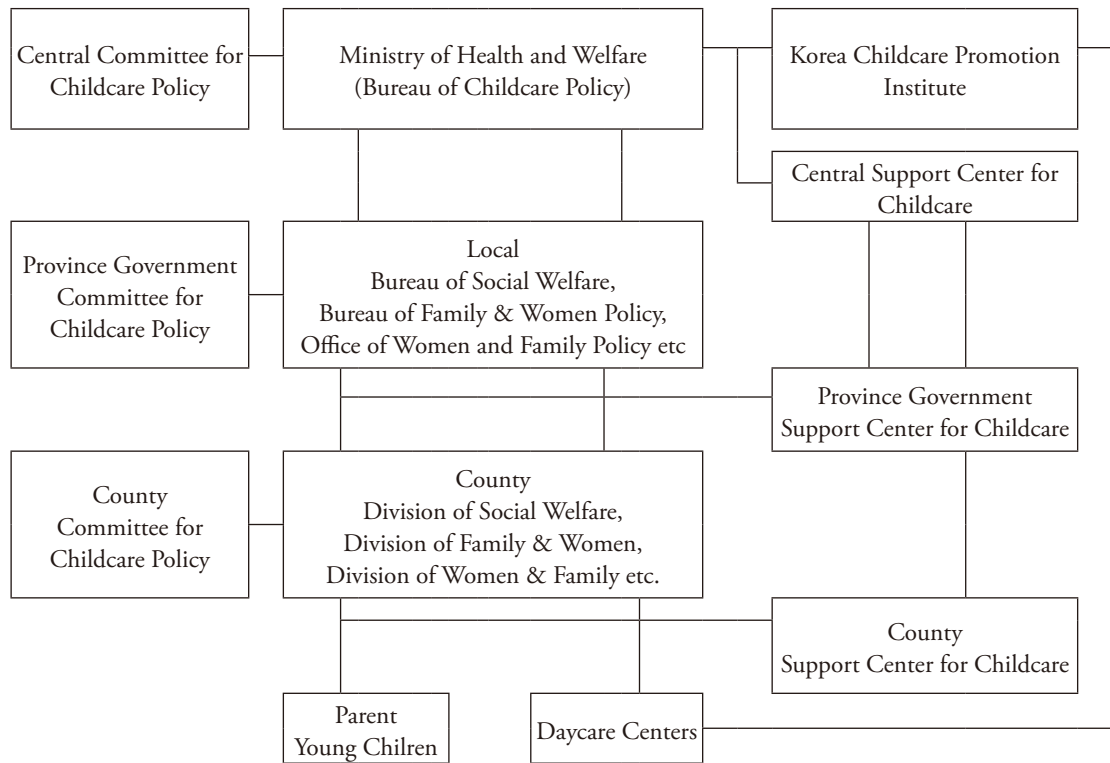 Central Committee for
Childcare Policy
Ministry of Health and Welfare
(Bureau of Childcare Policy)
Korea Childcare Promotion
Institute
Central Support Center for
Childcare
Province Government
Committee for
Childcare Policy
Local
Bureau of Social Welfare,
Bureau of Family & Women Policy,
Office of Women and Family Policy etc
Province Government
Support Center for Childcare
County
Committee for
Childcare Policy
County
Division of Social Welfare,
Division of Family & Women,
Division of Women & Family etc.
County
Support Center for Childcare
Parent
Young Chilren
Daycare Centers